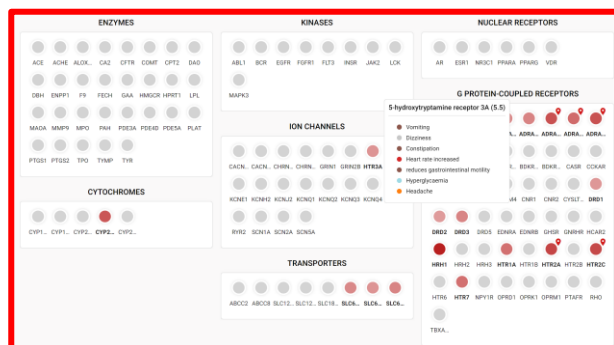 ENZYMES
ACE ACHE ALOX... CA2 CFTR COMT CPT2 DAO
DBH ENPP1 F9 FECH GAA HMGCR HPRT1 LPL
MAOA MMP9 MPO PAH PDE3A PDE4D PDE5A PLAT
PTGS1 PTGS2 TPO TYMP TYR
CYTOCHROMES
CYP1... CYP1... CYP2... CYP2... CYP2...
KINASES
ABL1 BCR EGFR FGFR1 FLT3 INSR JAK2 LCK
MAPK3
ION CHANNELS
CACN... CACN... CHRN... CHRN... GRIN1 GRIN2B HTR3A
KCNE1 KCNH2 KCNJ2 KCNQ1 KCNQ2 KCNQ3 KCNQ4
RYR2 SCN1A SCN2A SCN5A
TRANSPORTERS
ABCC2 ABCC8 SLC12... SLC12... SLC18... SLC6... SLC6... SLC6...
NUCLEAR RECEPTORS
AR ESR1 NR3C1 PPARA PPARG VDR
G PROTEIN-COUPLED RECEPTORS
5-hydroxytryptamine receptor 3A (5.5)
Vomiting
Dizziness
Constipation
Heart rate increased
reduces gastrointestinal motility
Hyperglycaemia
Headache
ADRA... ADRA... ADRA...
BDKR... BDKR... CASR CCKAR
CNR1 CNR2 CYSLT... DRD1
DRD2 DRD3 DRD5 EDNRA EDNRB GHSR GNRHR HCAR2
HRH1 HRH2 HRH3 HTR1A HTR1B HTR2A HTR2B HTR2C
HTR6 HTR7 NPY1R OPRD1 OPRK1 OPRM1 PTAFR RHO
TBXA...